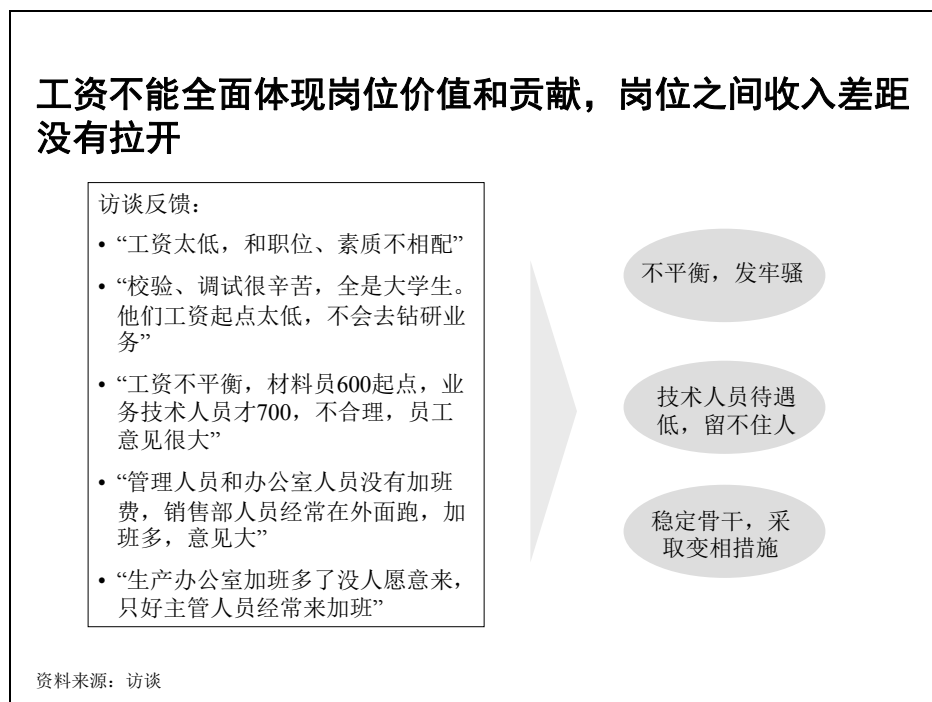 工资不能全面体现岗位价值和贡献，岗位之间收入差距
没有拉开
访谈反馈：
• “工资太低，和职位、素质不相配”
• “校验、调试很辛苦，全是大学生。
他们工资起点太低，不会去钻研业
务”
• “工资不平衡，材料员600起点，业
务技术人员才700，不合理，员工
意见很大”
• “管理人员和办公室人员没有加班
费，销售部人员经常在外面跑，加
班多，意见大”
• “生产办公室加班多了没人愿意来，
只好主管人员经常来加班”
不平衡，发牢骚
技术人员待遇
低，留不住人
稳定骨干，采
取变相措施
资料来源：访谈